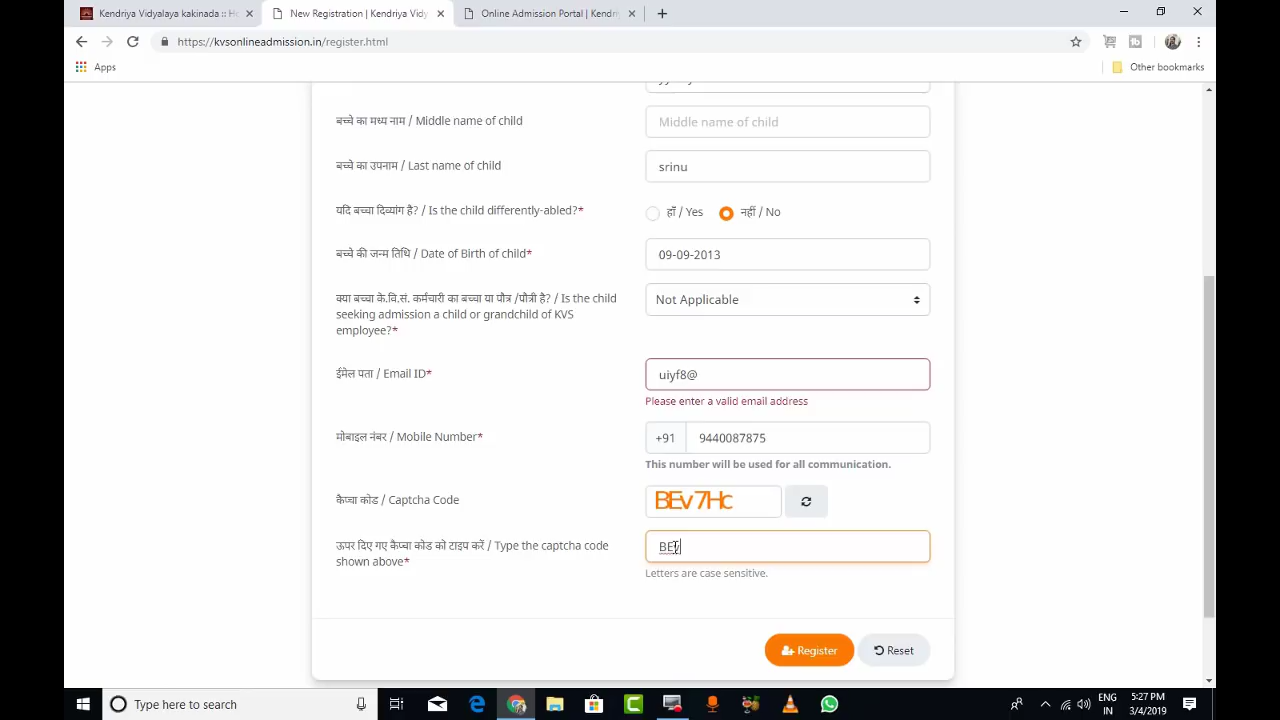 Kendriya Vidyalaya kakinada :: H
New Registration | Kendriya Vidy
Online Admission Portal | Kendri
https://kvsonlineadmission.in/register.html
Apps
Other bookmarks
बच्चे का मध्य नाम / Middle name of child
Middle name of child
बच्चे का उपनाम / Last name of child
srinu
यदि बच्चा दिव्यांग है? / Is the child differently-abled?*
हाँ / Yes
नहीं / No
बच्चे की जन्म तिथि / Date of Birth of child*
09-09-2013
क्या बच्चा के.वि.सं. कर्मचारी का बच्चा या पौत्र /पौत्री है? / Is the child
seeking admission a child or grandchild of KVS
employee?*
Not Applicable
ईमेल पता / Email ID*
uiyf8@
Please enter a valid email address
मोबाइल नंबर / Mobile Number*
+91
9440087875
This number will be used for all communication.
कैप्चा कोड / Captcha Code
BEv7Hc
ऊपर दिए गए कैप्चा कोड को टाइप करें / Type the captcha code
shown above*
Letters are case sensitive.
Register
Reset
Type here to search
ENG
IN
5:27 PM
3/4/2019